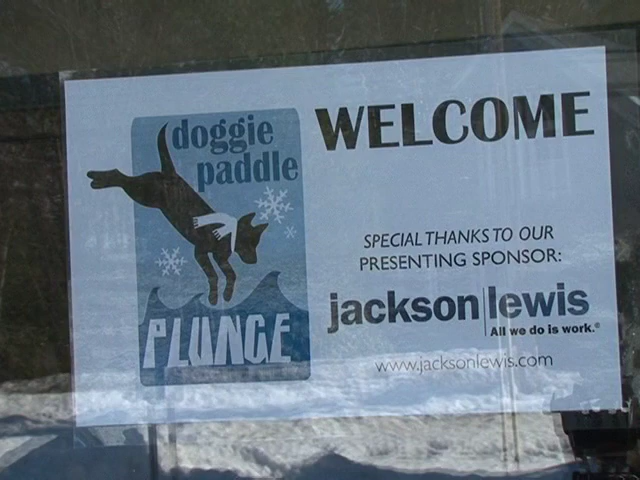 doggie
paddle
PLUNGE
WELCOME
SPECIAL THANKS TO OUR
PRESENTING SPONSOR:
jackson lewis
All we do is work.®
www.jacksonlewis.com